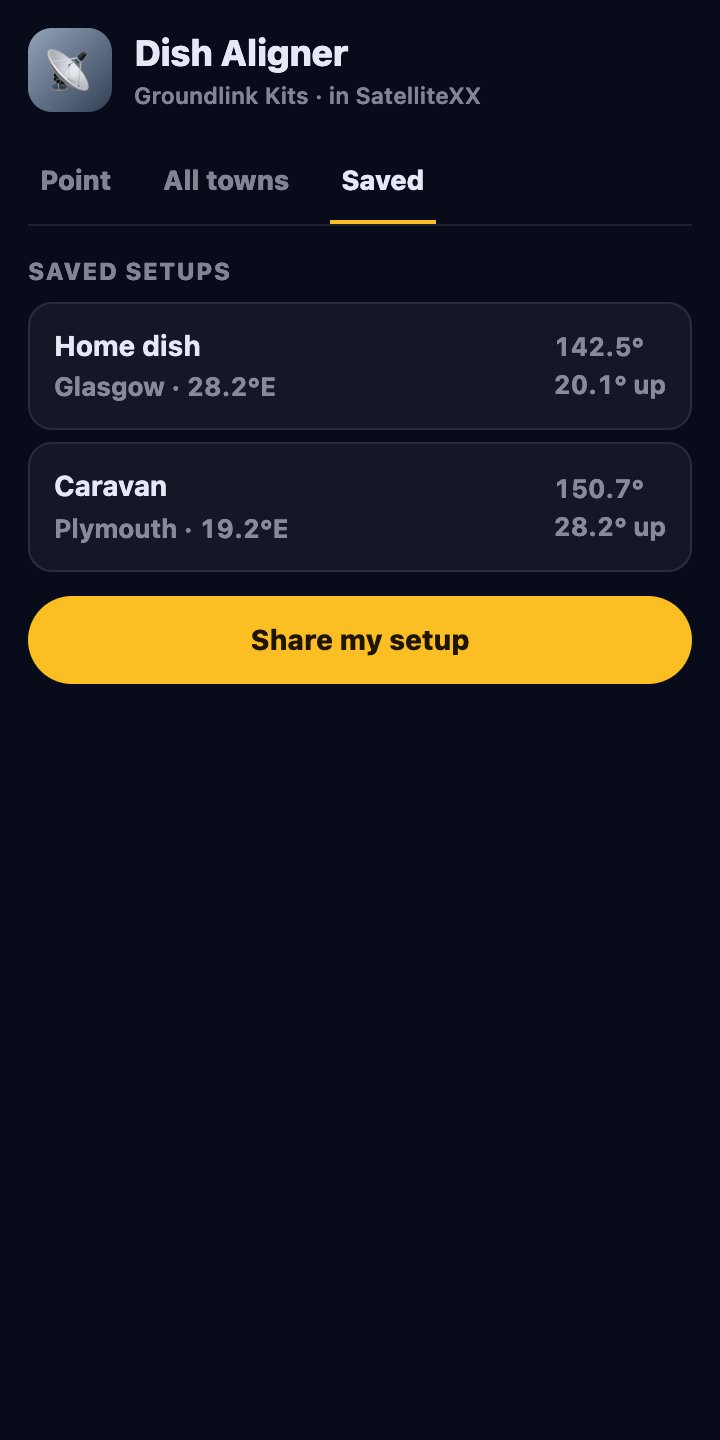 Dish Aligner
Groundlink Kits · in SatelliteXX
Point
All towns
Saved
SAVED SETUPS
Home dish
Glasgow · 28.2°E
142.5°
20.1° up
Caravan
Plymouth · 19.2°E
150.7°
28.2° up
Share my setup